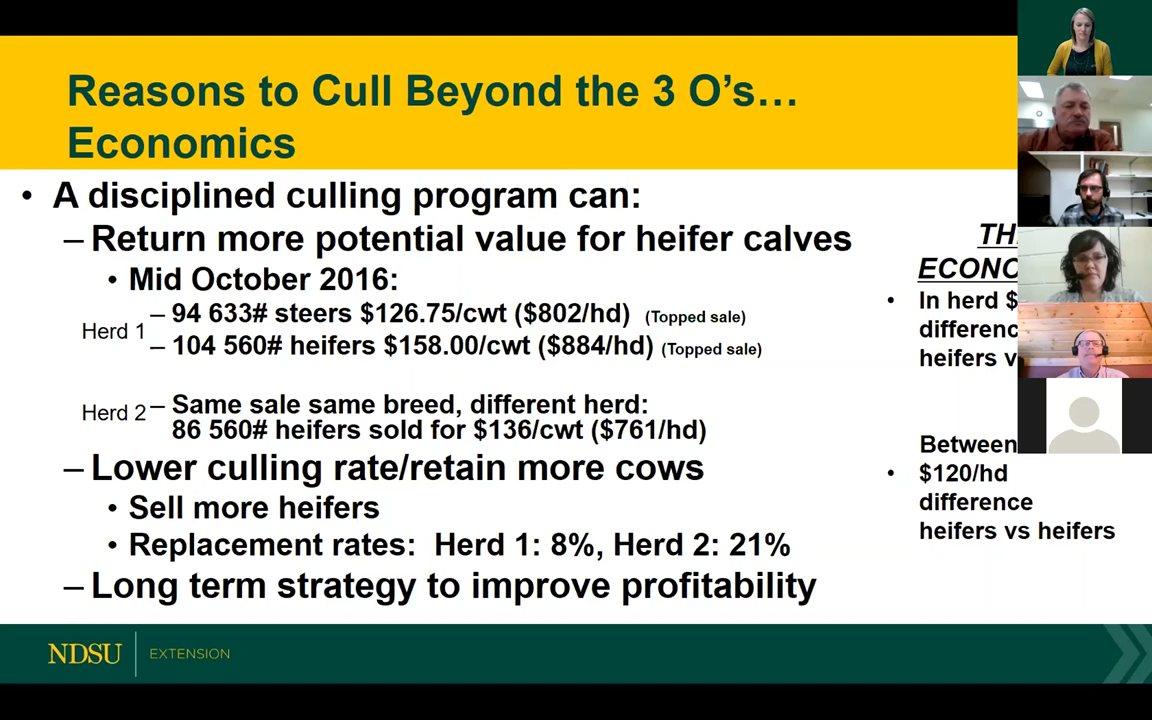 Reasons to Cull Beyond the 3 O's…
Economics
• A disciplined culling program can:
– Return more potential value for heifer calves
• Mid October 2016:
Herd 1
– 94 633# steers $126.75/cwt ($802/hd) (Topped sale)
– 104 560# heifers $158.00/cwt ($884/hd) (Topped sale)
Herd 2
– Same sale same breed, different herd:
86 560# heifers sold for $136/cwt ($761/hd)
– Lower culling rate/retain more cows
• Sell more heifers
• Replacement rates: Herd 1: 8%, Herd 2: 21%
– Long term strategy to improve profitability
• In herd $
heifers
Between
• $120/hd
difference
heifers vs heifers
NDSU EXTENSION